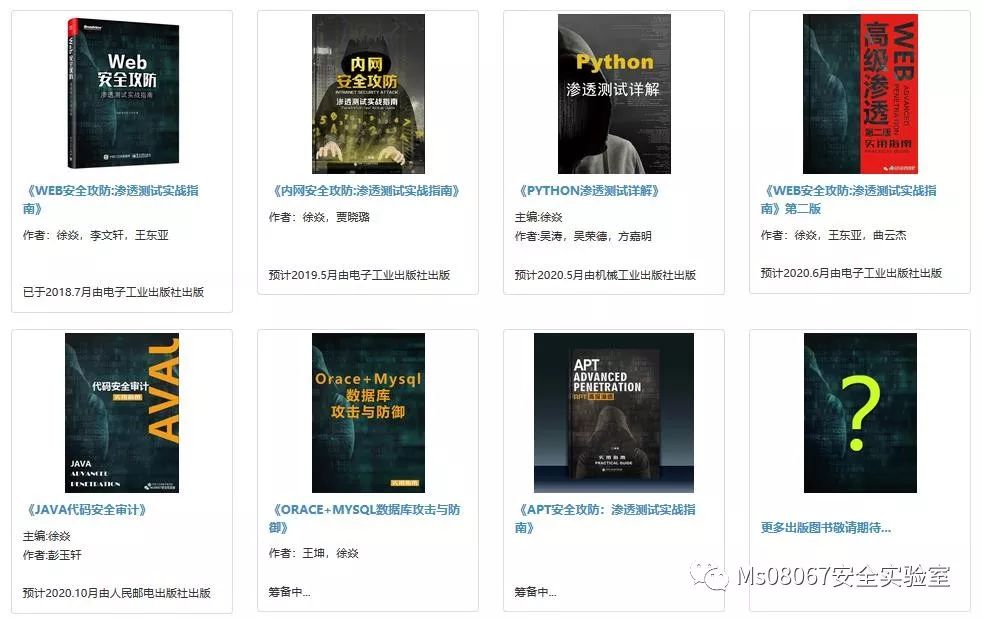 Web
安全攻防
渗透测试实战指南
《WEB安全攻防:渗透测试实战指
南》
作者：徐焱，李文轩，王东亚
已于2018.7月由电子工业出版社出版
内网
安全攻防
INTRANET SECURITY ATTACK
渗透测试实战指南
《内网安全攻防:渗透测试实战指南》
作者：徐焱，贾晓璐
预计2019.5月由电子工业出版社出版
Python
渗透测试详解
《PYTHON渗透测试详解》
主编:徐焱
作者:吴涛，吴荣德，方嘉明
预计2020.5月由机械工业出版社出版
WEB
高级渗透
ADVANCED
PENETRATION
第二版
实用指南
PRACTICAL GUIDE
《WEB安全攻防:渗透测试实战指
南》第二版
作者：徐焱，王东亚，曲云杰
预计2020.6月由电子工业出版社出版
代码安全审计
实用指南
JAVA
JAVA
ADVANCED
PENETRATION
《JAVA代码安全审计》
主编:徐焱
作者:彭玉轩
预计2020.10月由人民邮电出版社出版
Orace+Mysql
数据库
攻击与防御
实用指南
《ORACE+MYSQL数据库攻击与防
御》
作者：王坤，徐焱
筹备中...
APT
ADVANCED
PENETRATION
APT高级渗透
实用指南
PRACTICAL GUIDE
《APT安全攻防：渗透测试实战指
南》
筹备中...
?
更多出版图书敬请期待...
Ms08067安全实验室